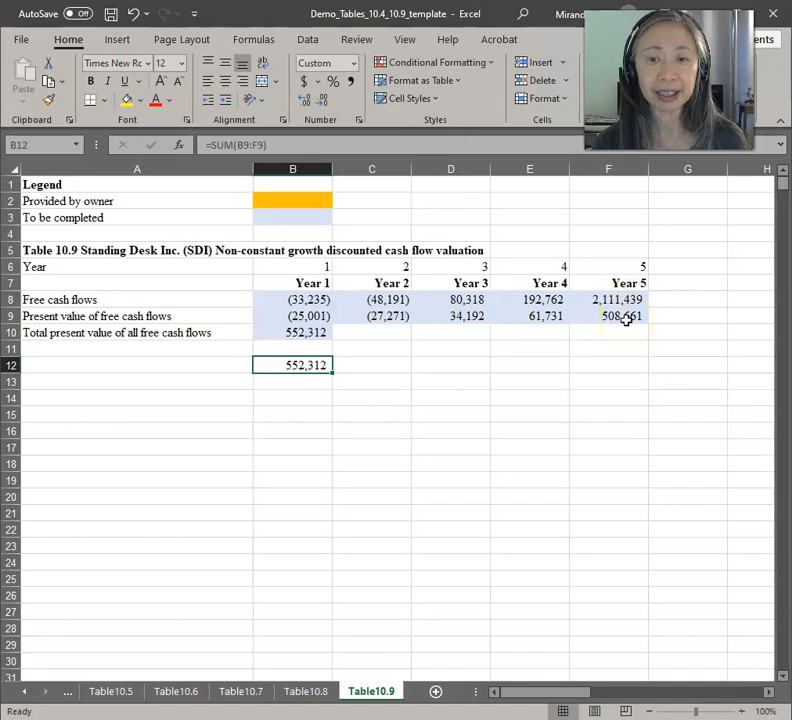 AutoSave Off Demo_Tables_10.4_10.9_template - Excel
File Home Insert Page Layout Formulas Data Review View Help Acrobat
Paste
Clipboard
Times New Ro 12
B I U
Font
Alignment
Custom
$ % ,
Number
Conditional Formatting
Format as Table
Cell Styles
Styles
Insert
Delete
Format
Cells
B12 fx =SUM(B9:F9)
A B C D E F G H
1 Legend
2 Provided by owner
3 To be completed
4
5 Table 10.9 Standing Desk Inc. (SDI) Non-constant growth discounted cash flow valuation
6 Year 1 2 3 4 5
7 Year 1 Year 2 Year 3 Year 4 Year 5
8 Free cash flows (33,235) (48,191) 80,318 192,762 2,111,439
9 Present value of free cash flows (25,001) (27,271) 34,192 61,731 508,661
10 Total present value of all free cash flows 552,312
11
12 552,312
13
14
15
16
17
18
19
20
21
22
23
24
25
26
27
28
29
30
31
... Table10.5 Table10.6 Table10.7 Table10.8 Table10.9
Ready 100%